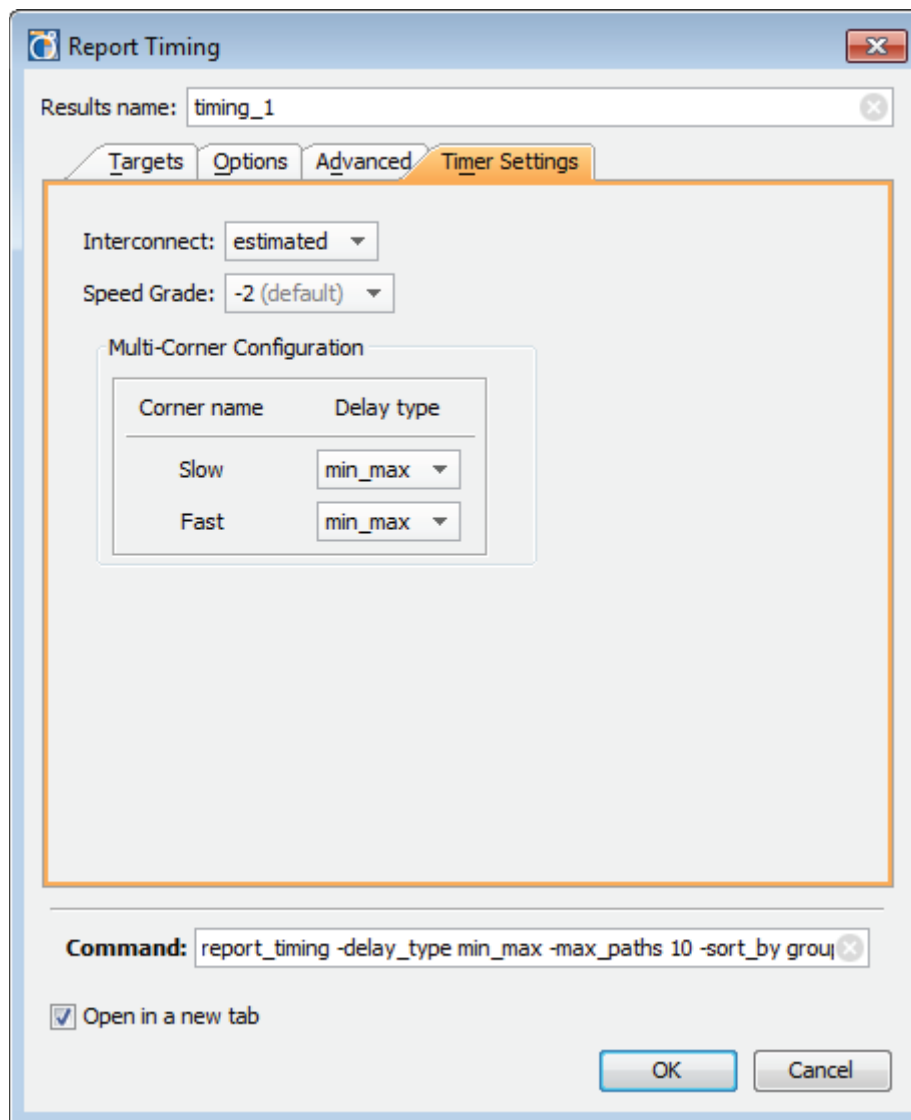 Report Timing
Results name: timing_1
Targets Options Advanced Timer Settings
Interconnect: estimated
Speed Grade: -2 (default)
Multi-Corner Configuration
Corner name Delay type
Slow min_max
Fast min_max
Command: report_timing -delay_type min_max -max_paths 10 -sort_by group
Open in a new tab
OK Cancel